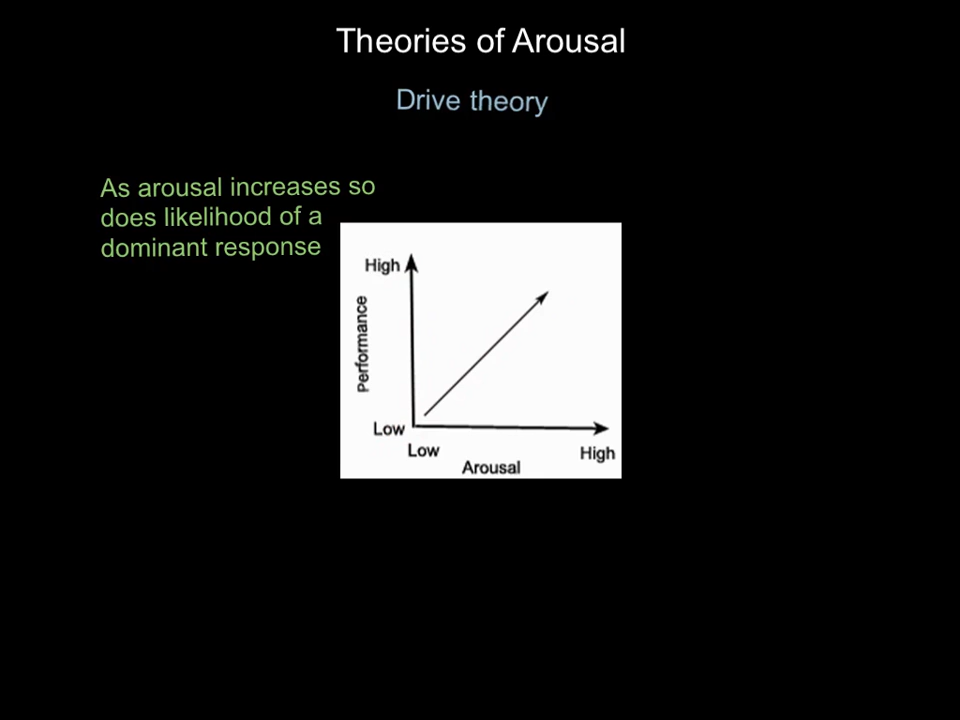 Theories of Arousal
Drive theory
As arousal increases so
does likelihood of a
dominant response
High
Performance
Low
Low
High
Arousal